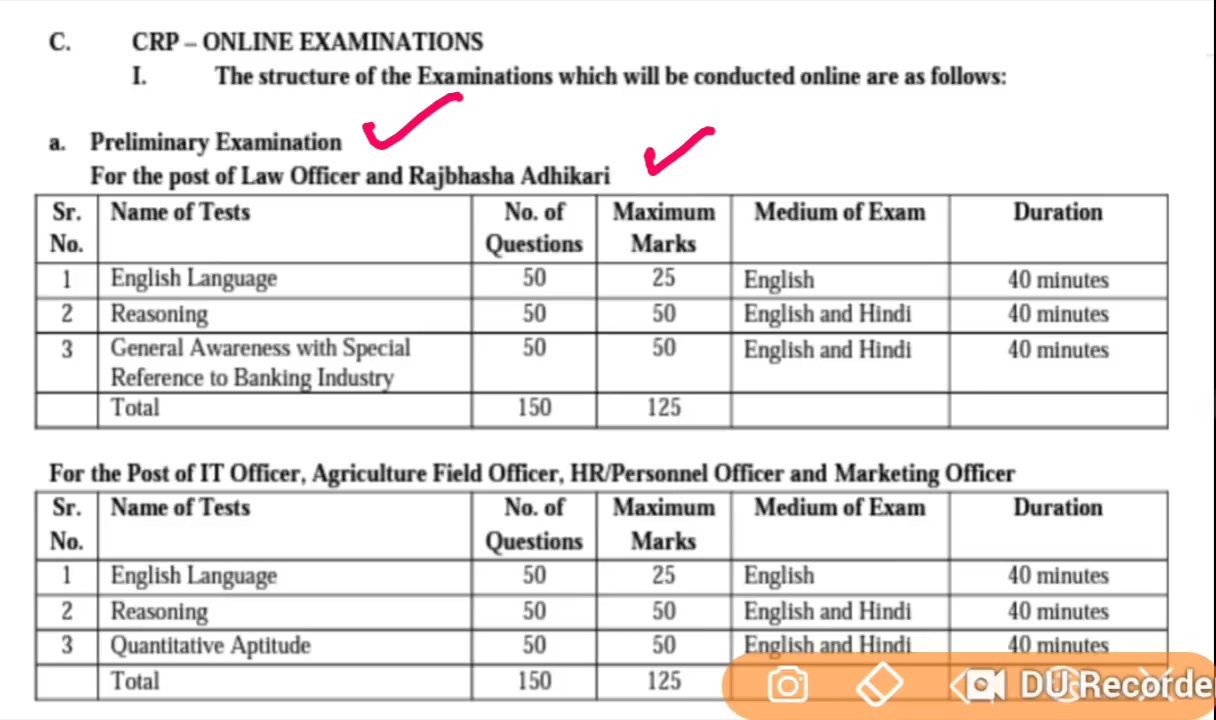 C. CRP – ONLINE EXAMINATIONS
I. The structure of the Examinations which will be conducted online are as follows:
a. Preliminary Examination
For the post of Law Officer and Rajbhasha Adhikari
Sr. Name of Tests No. of Maximum Medium of Exam Duration
No. Questions Marks
1 English Language 50 25 English 40 minutes
2 Reasoning 50 50 English and Hindi 40 minutes
3 General Awareness with Special 50 50 English and Hindi 40 minutes
Reference to Banking Industry
Total 150 125
For the Post of IT Officer, Agriculture Field Officer, HR/Personnel Officer and Marketing Officer
Sr. Name of Tests No. of Maximum Medium of Exam Duration
No. Questions Marks
1 English Language 50 25 English 40 minutes
2 Reasoning 50 50 English and Hindi 40 minutes
3 Quantitative Aptitude 50 50 English and Hindi 40 minutes
Total 150 125
DU Recorde